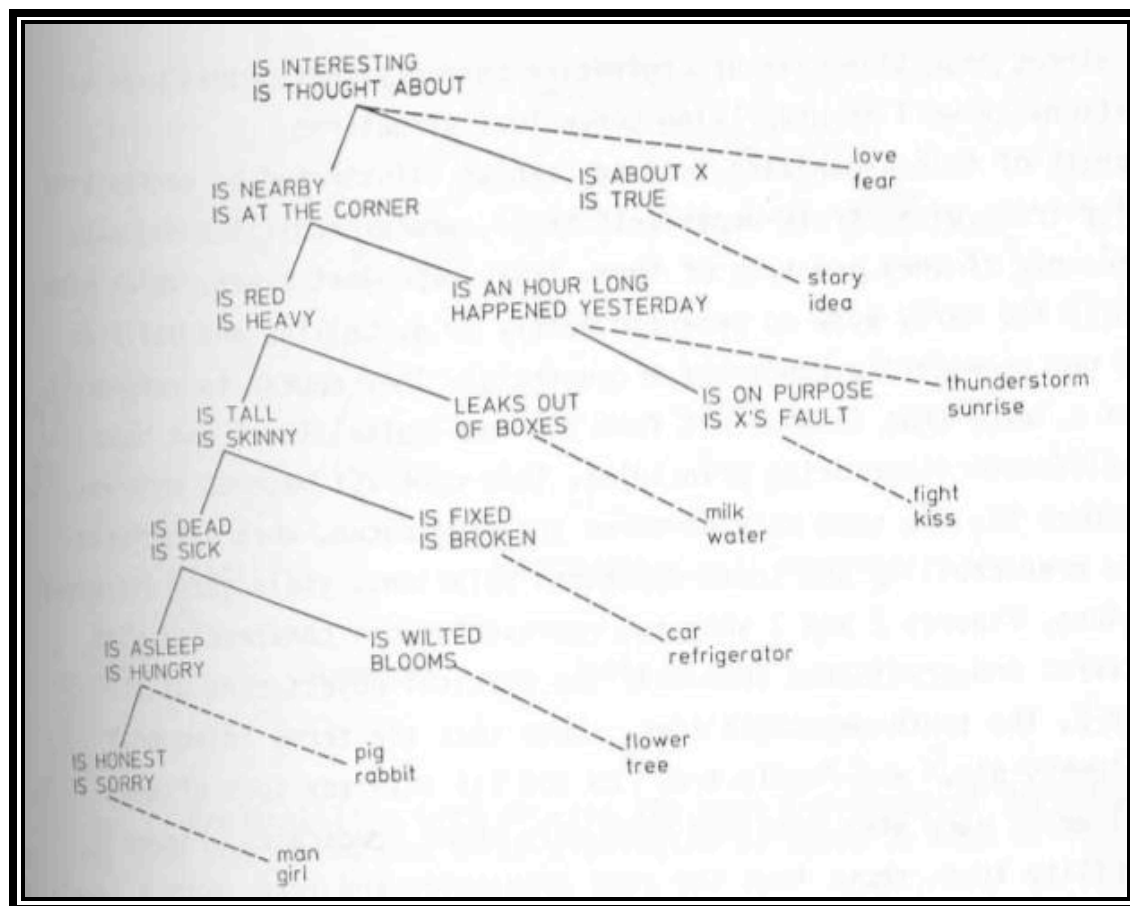 IS INTERESTING
IS THOUGHT ABOUT
love
fear
IS ABOUT X
IS TRUE
IS NEARBY
IS AT THE CORNER
story
idea
IS AN HOUR LONG
HAPPENED YESTERDAY
IS RED
IS HEAVY
thunderstorm
sunrise
IS ON PURPOSE
IS X'S FAULT
LEAKS OUT
OF BOXES
IS TALL
IS SKINNY
fight
kiss
milk
water
IS FIXED
IS BROKEN
IS DEAD
IS SICK
car
refrigerator
IS WILTED
BLOOMS
IS ASLEEP
IS HUNGRY
flower
tree
pig
rabbit
IS HONEST
IS SORRY
man
girl